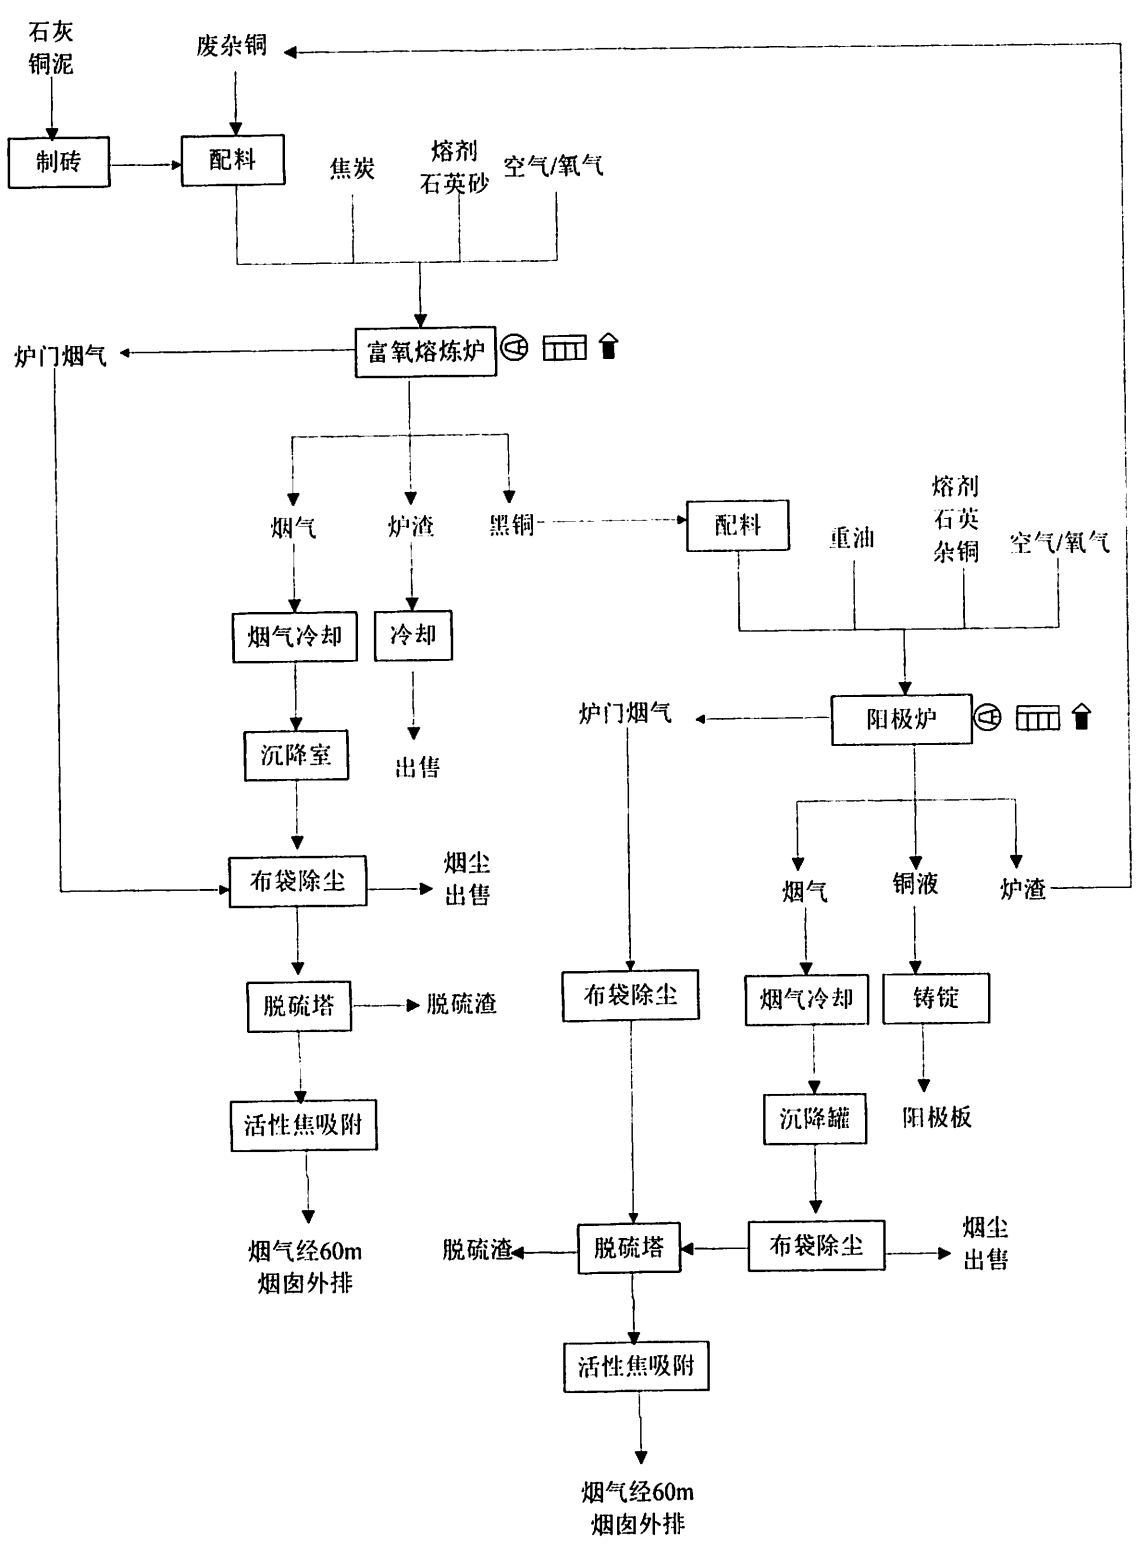 石灰
铜泥
废杂铜
制砖
配料
焦炭
熔剂
石英砂
空气/氧气
炉门烟气
富氧熔炼炉
烟气
炉渣
黑铜
配料
重油
熔剂
石英
杂铜
空气/氧气
烟气冷却
冷却
炉门烟气
阳极炉
沉降室
出售
布袋除尘
烟尘
出售
烟气
铜液
炉渣
脱硫塔
脱硫渣
布袋除尘
烟气冷却
铸锭
活性焦吸附
沉降罐
阳极板
烟气经60m
烟囱外排
脱硫渣
脱硫塔
布袋除尘
烟尘
出售
活性焦吸附
烟气经60m
烟囱外排